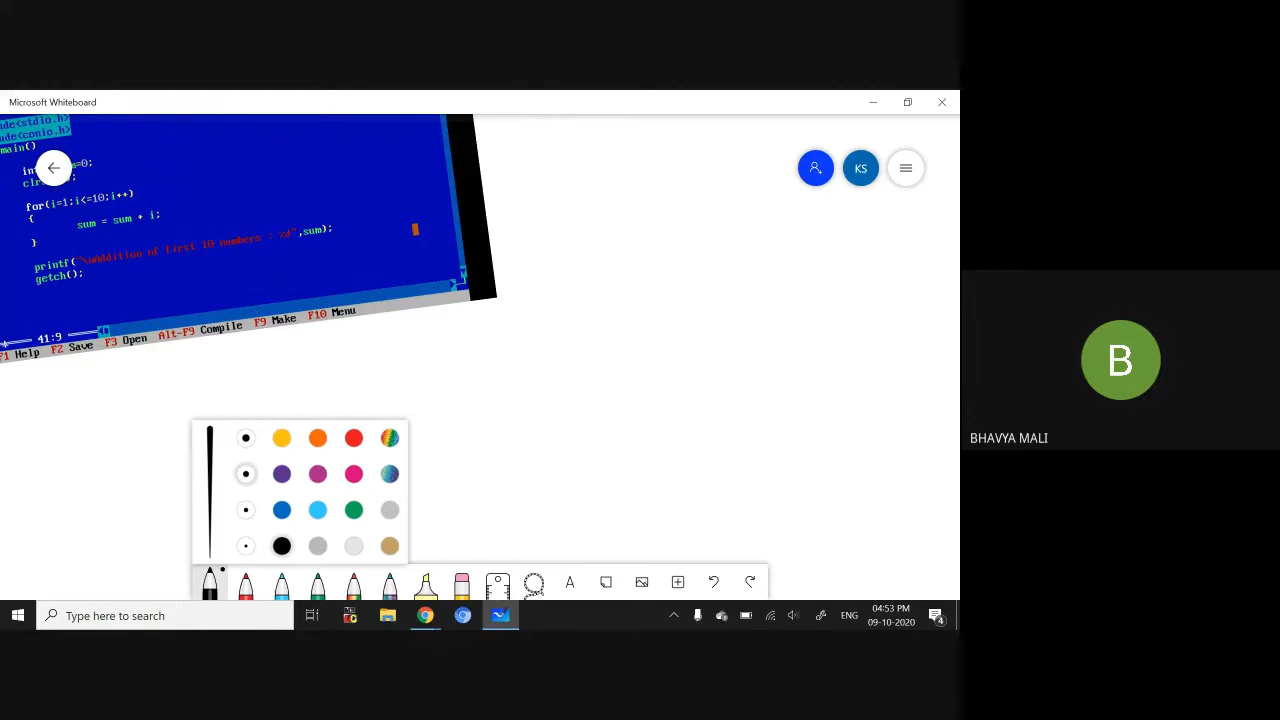 Microsoft Whiteboard
ude<stdio.h>
ude<conio.h>
main()
=0;
for(i=1;i<=10;i++)
{
sum = sum + i;
}
printf("\nAddition of first 10 numbers : %d",sum);
getch();
41:9
F1 Help F2 Save F3 Open Alt-F9 Compile F9 Make F10 Menu
KS
B
BHAVYA MALI
A
Type here to search
ENG
04:53 PM
09-10-2020
4